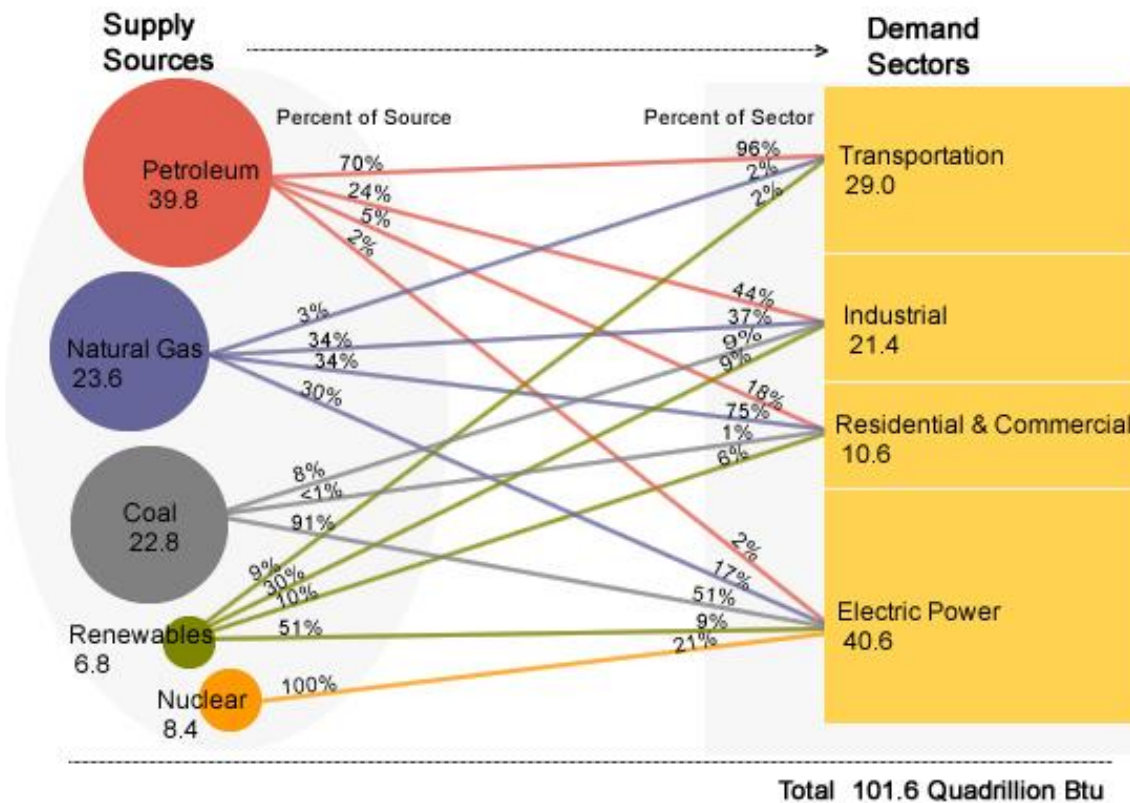 Supply
Sources
Demand
Sectors
Percent of Source
Percent of Sector
Petroleum
39.8
70%
24%
5%
2%
Natural Gas
23.6
3%
34%
34%
30%
Coal
22.8
8%
<1%
91%
Renewables
6.8
9%
30%
10%
51%
Nuclear
8.4
100%
96%
2%
2%
Transportation
29.0
44%
37%
9%
9%
Industrial
21.4
18%
75%
1%
6%
Residential & Commercial
10.6
2%
17%
51%
9%
21%
Electric Power
40.6
Total 101.6 Quadrillion Btu